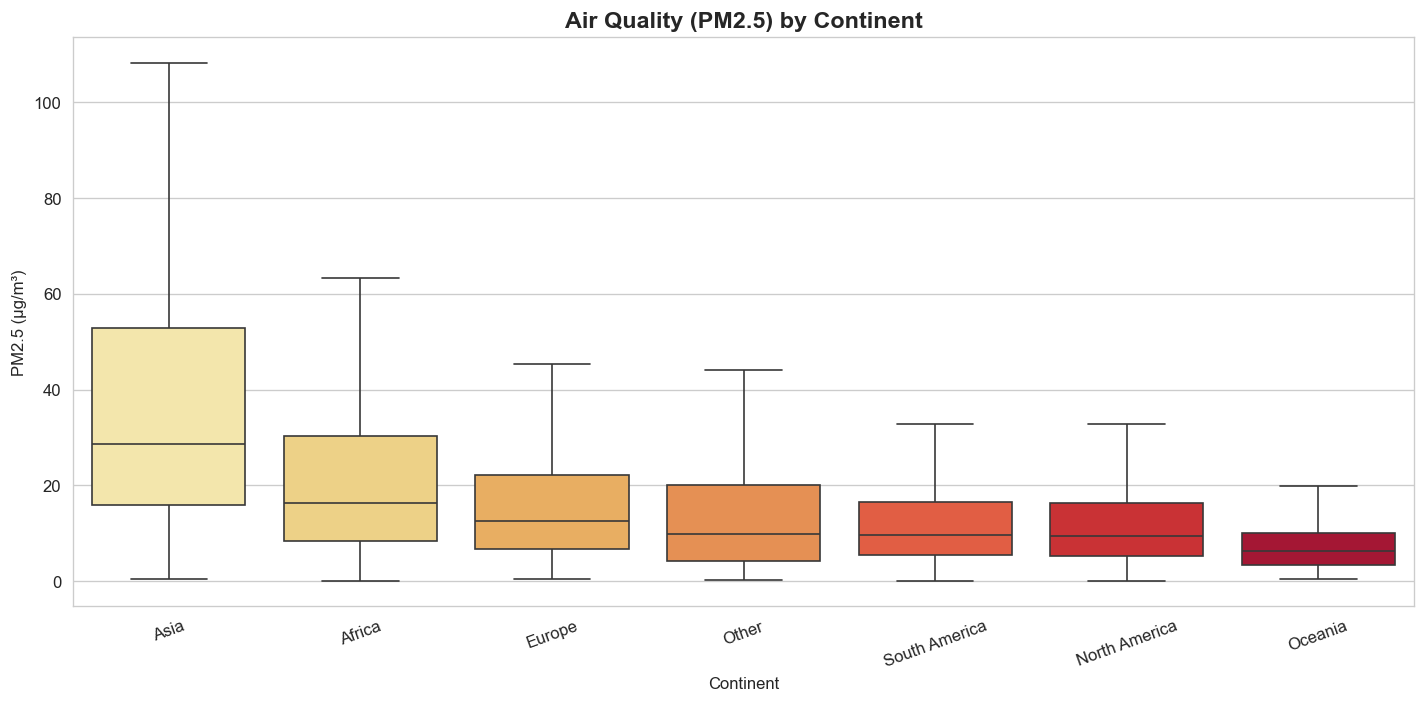 Air Quality (PM2.5) by Continent
PM2.5 (µg/m³)
100
80
60
40
20
0
Asia
Africa
Europe
Other
South America
North America
Oceania
Continent